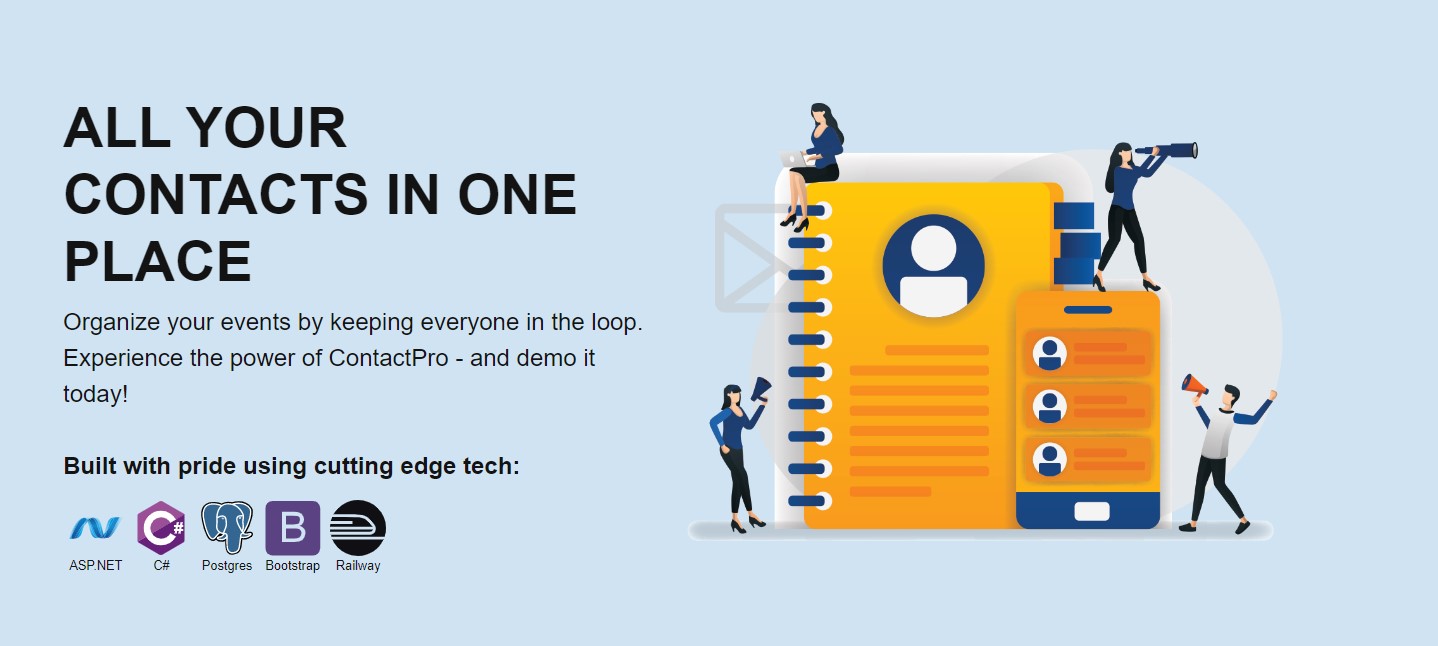 ALL YOUR
CONTACTS IN ONE
PLACE
Organize your events by keeping everyone in the loop.
Experience the power of ContactPro - and demo it
today!
Built with pride using cutting edge tech:
C#
B
ASP.NET C# Postgres Bootstrap Railway